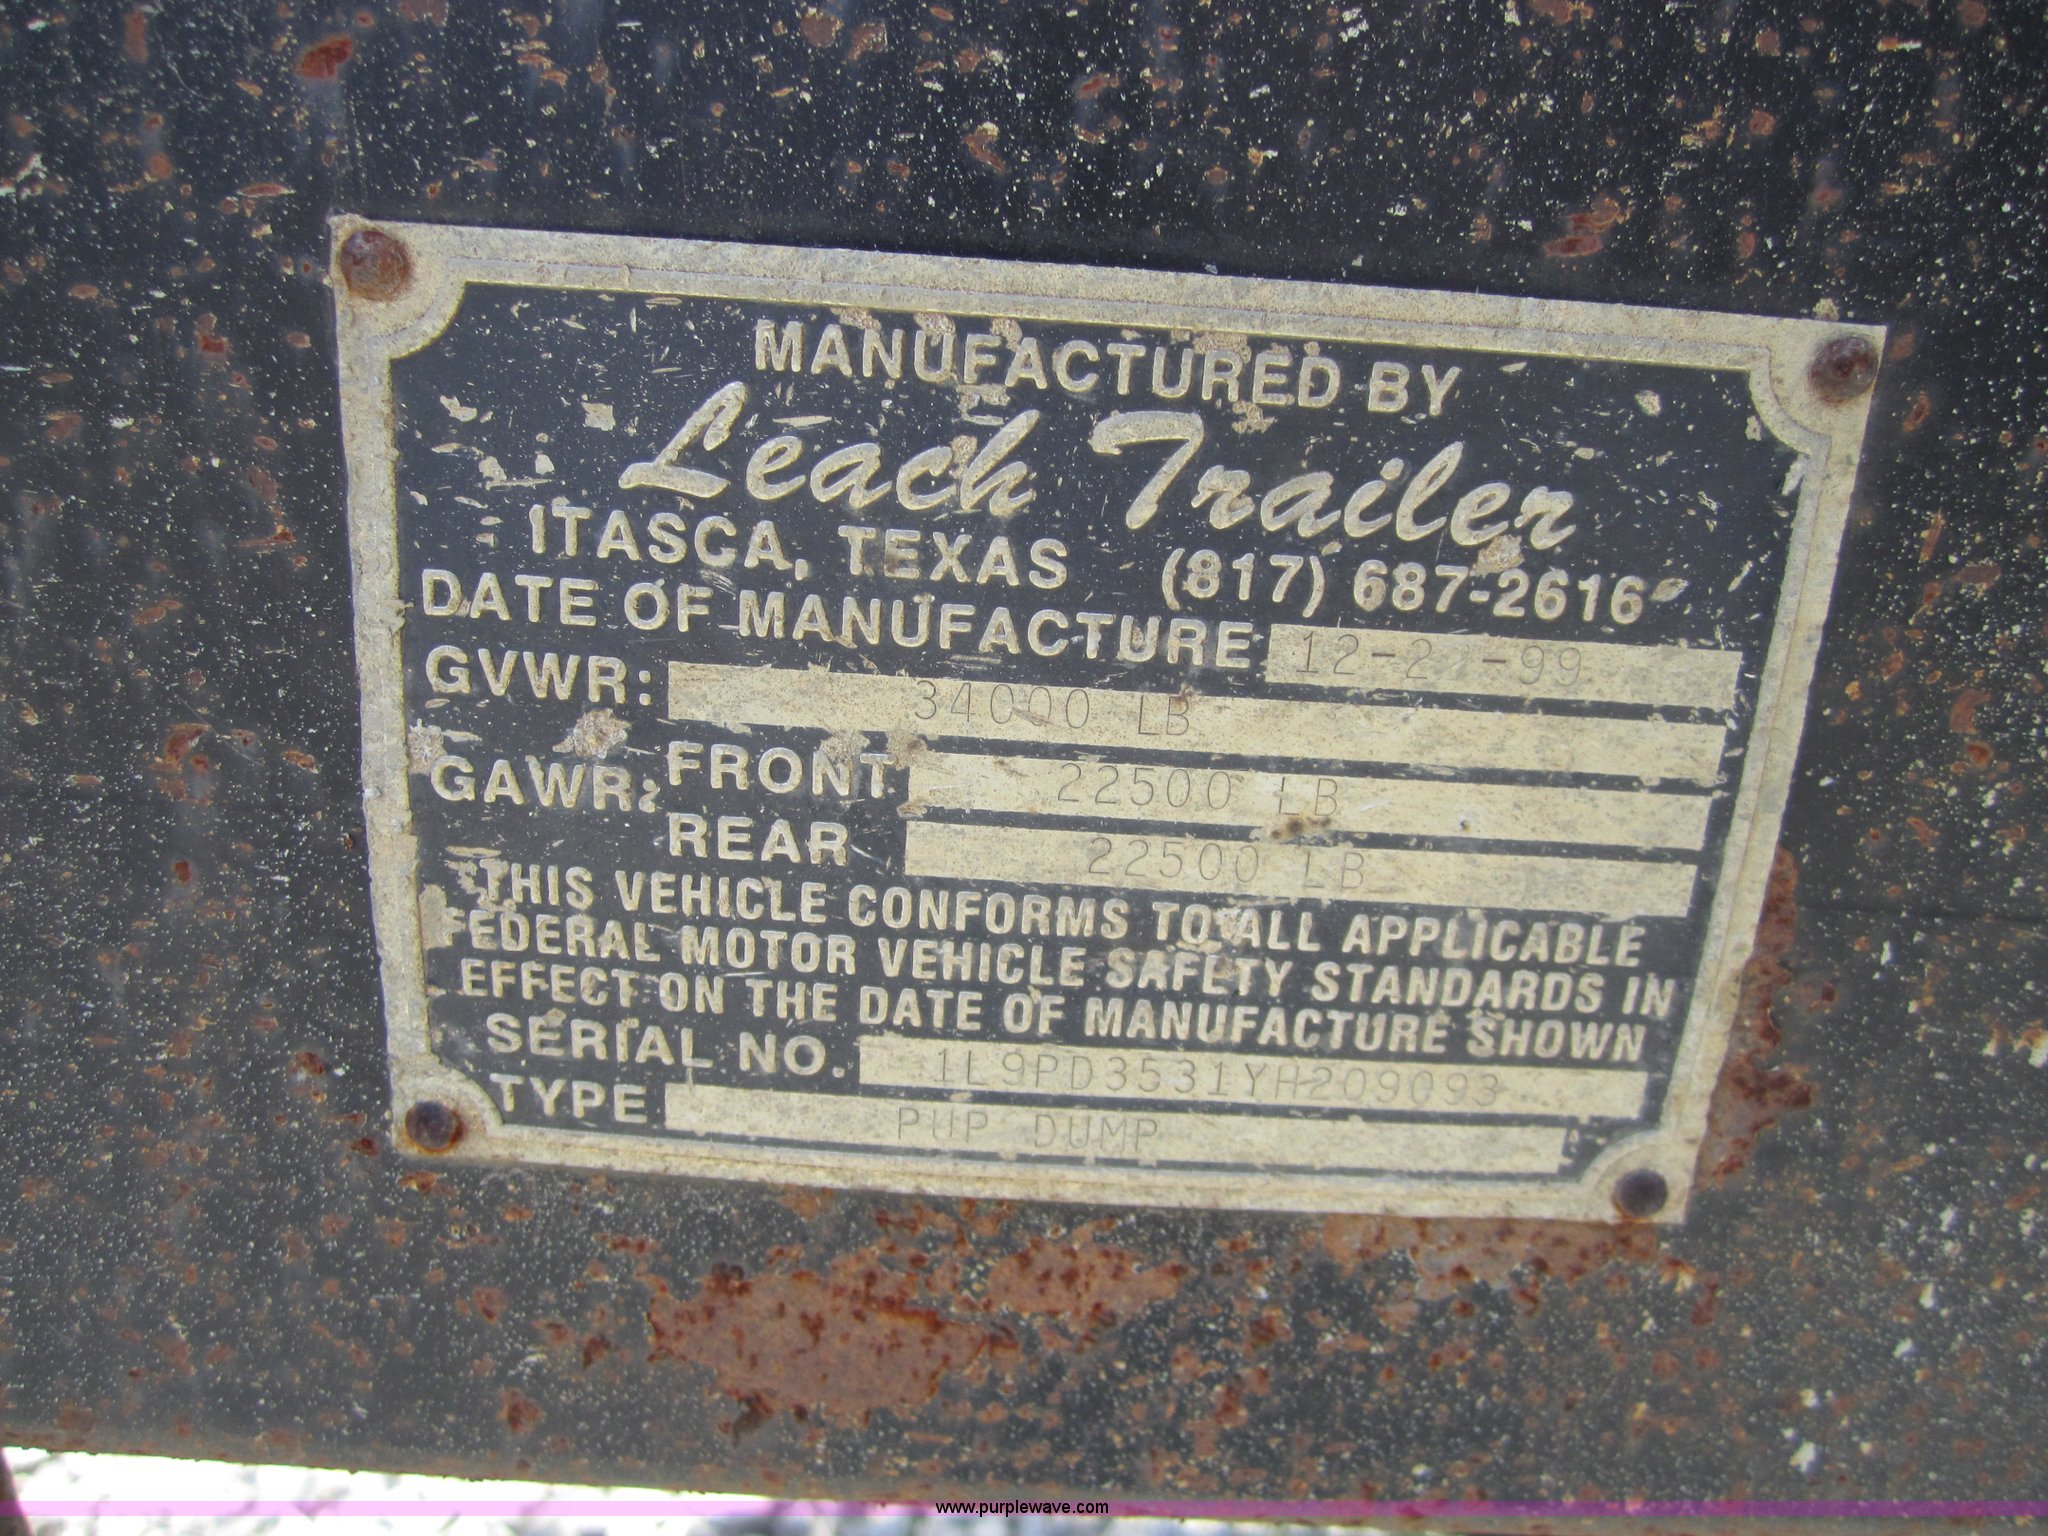 MANUFACTURED BY
Leach Trailer
ITASCA, TEXAS (817) 687-2616
DATE OF MANUFACTURE
GVWR: 34000 LB
GAWR: FRONT 22500 LB
REAR 22500 LB
THIS VEHICLE CONFORMS TO ALL APPLICABLE
FEDERAL MOTOR VEHICLE SAFETY STANDARDS IN
EFFECT ON THE DATE OF MANUFACTURE SHOWN
SERIAL NO. 1L9PD3531YH209093
TYPE PUP DUMP
www.purplewave.com